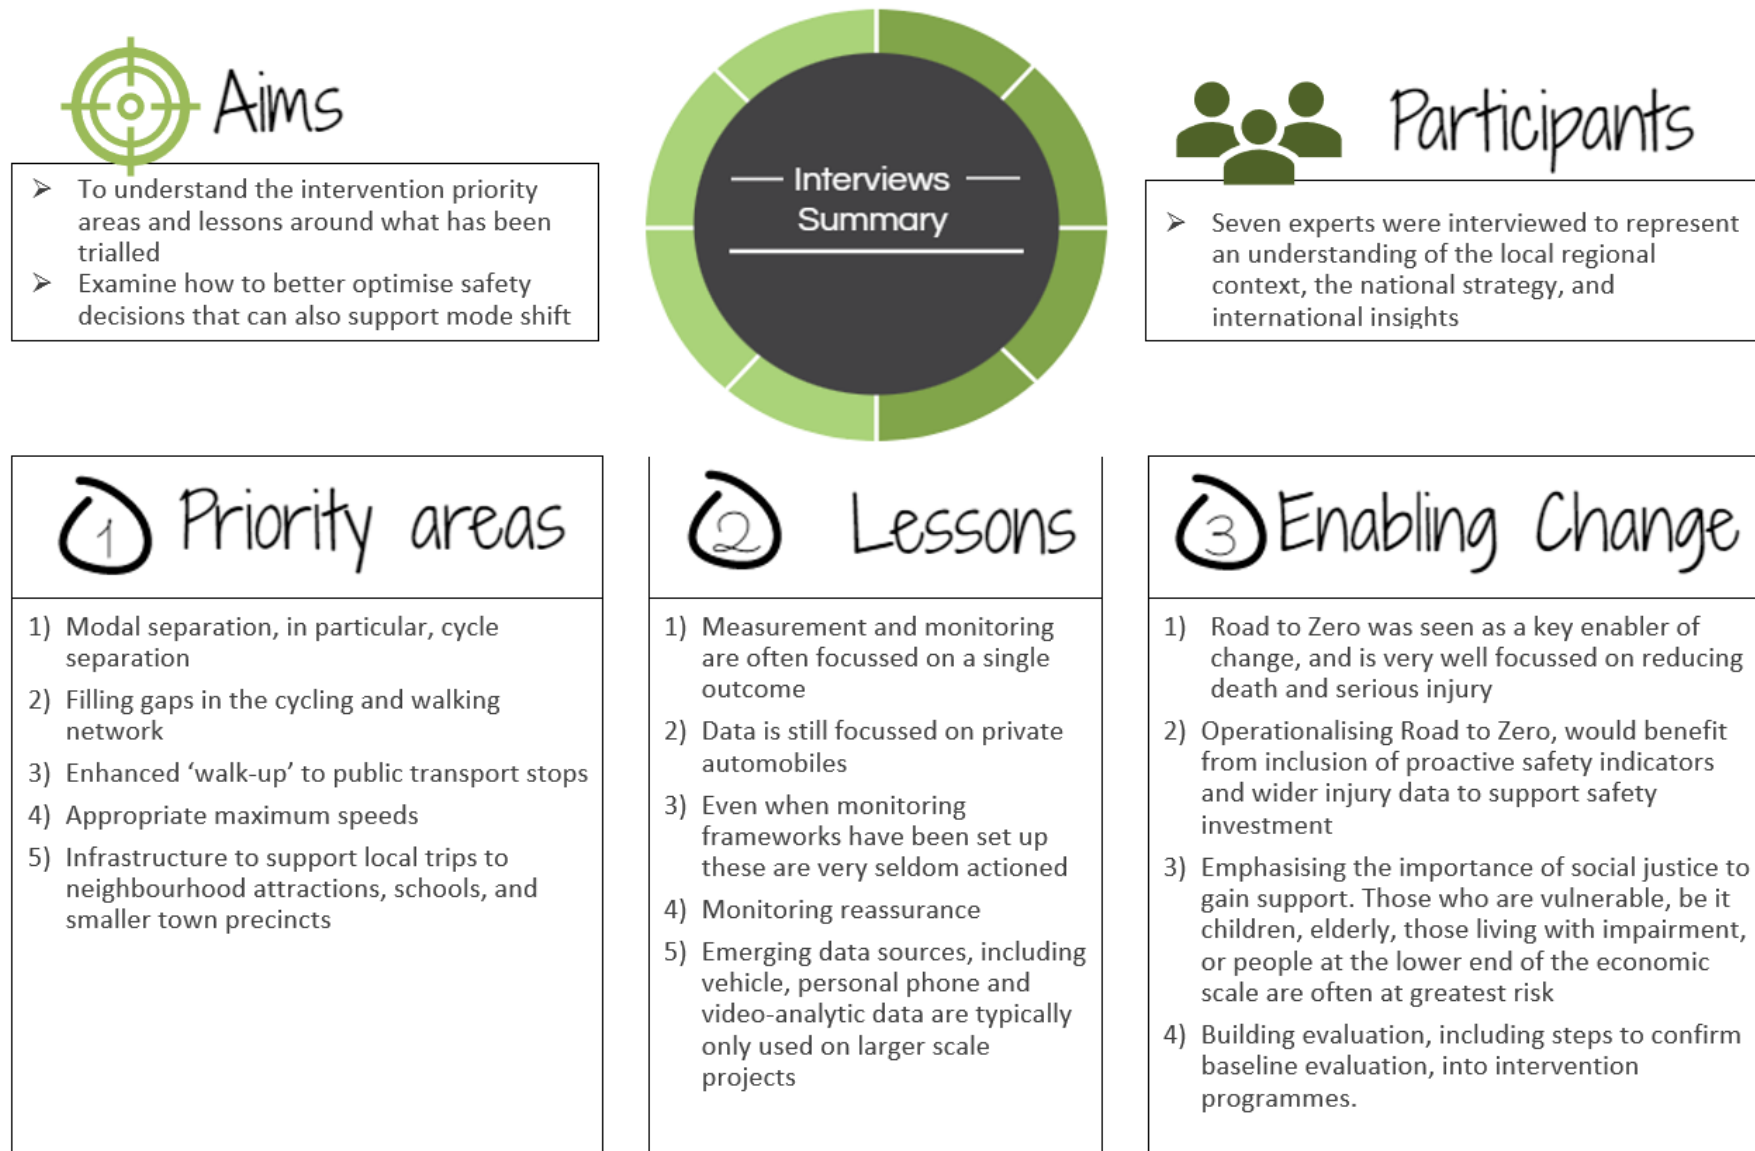 Aims
➢ To understand the intervention priority
areas and lessons around what has been
trialled
➢ Examine how to better optimise safety
decisions that can also support mode shift
Interviews
Summary
Participants
➢ Seven experts were interviewed to represent
an understanding of the local regional
context, the national strategy, and
international insights
1 Priority areas
1) Modal separation, in particular, cycle
separation
2) Filling gaps in the cycling and walking
network
3) Enhanced ‘walk-up’ to public transport stops
4) Appropriate maximum speeds
5) Infrastructure to support local trips to
neighbourhood attractions, schools, and
smaller town precincts
2 Lessons
1) Measurement and monitoring
are often focussed on a single
outcome
2) Data is still focussed on private
automobiles
3) Even when monitoring
frameworks have been set up
these are very seldom actioned
4) Monitoring reassurance
5) Emerging data sources, including
vehicle, personal phone and
video-analytic data are typically
only used on larger scale
projects
3 Enabling Change
1) Road to Zero was seen as a key enabler of
change, and is very well focussed on reducing
death and serious injury
2) Operationalising Road to Zero, would benefit
from inclusion of proactive safety indicators
and wider injury data to support safety
investment
3) Emphasising the importance of social justice to
gain support. Those who are vulnerable, be it
children, elderly, those living with impairment,
or people at the lower end of the economic
scale are often at greatest risk
4) Building evaluation, including steps to confirm
baseline evaluation, into intervention
programmes.